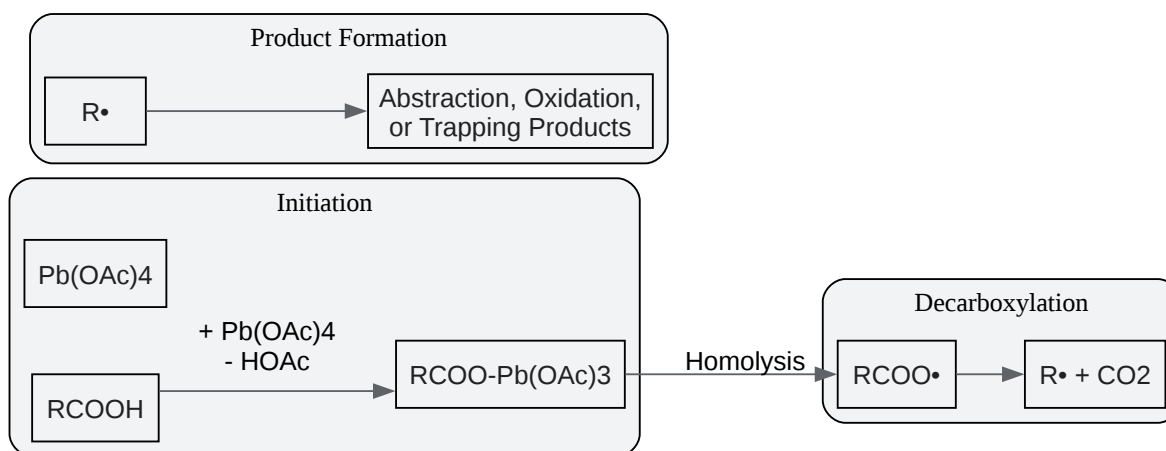 Product Formation
R•
Abstraction, Oxidation,
or Trapping Products
Initiation
Pb(OAc)4
+ Pb(OAc)4
- HOAc
RCOOH
RCOO-Pb(OAc)3
Homolysis
Decarboxylation
RCOO•
R• + CO2